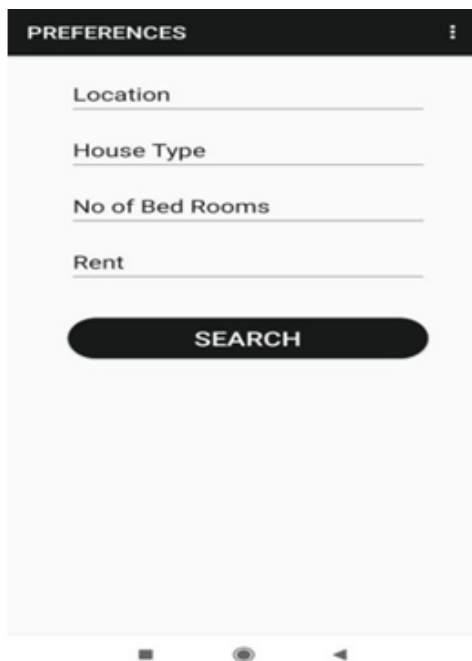 PREFERENCES
Location
House Type
No of Bed Rooms
Rent
SEARCH